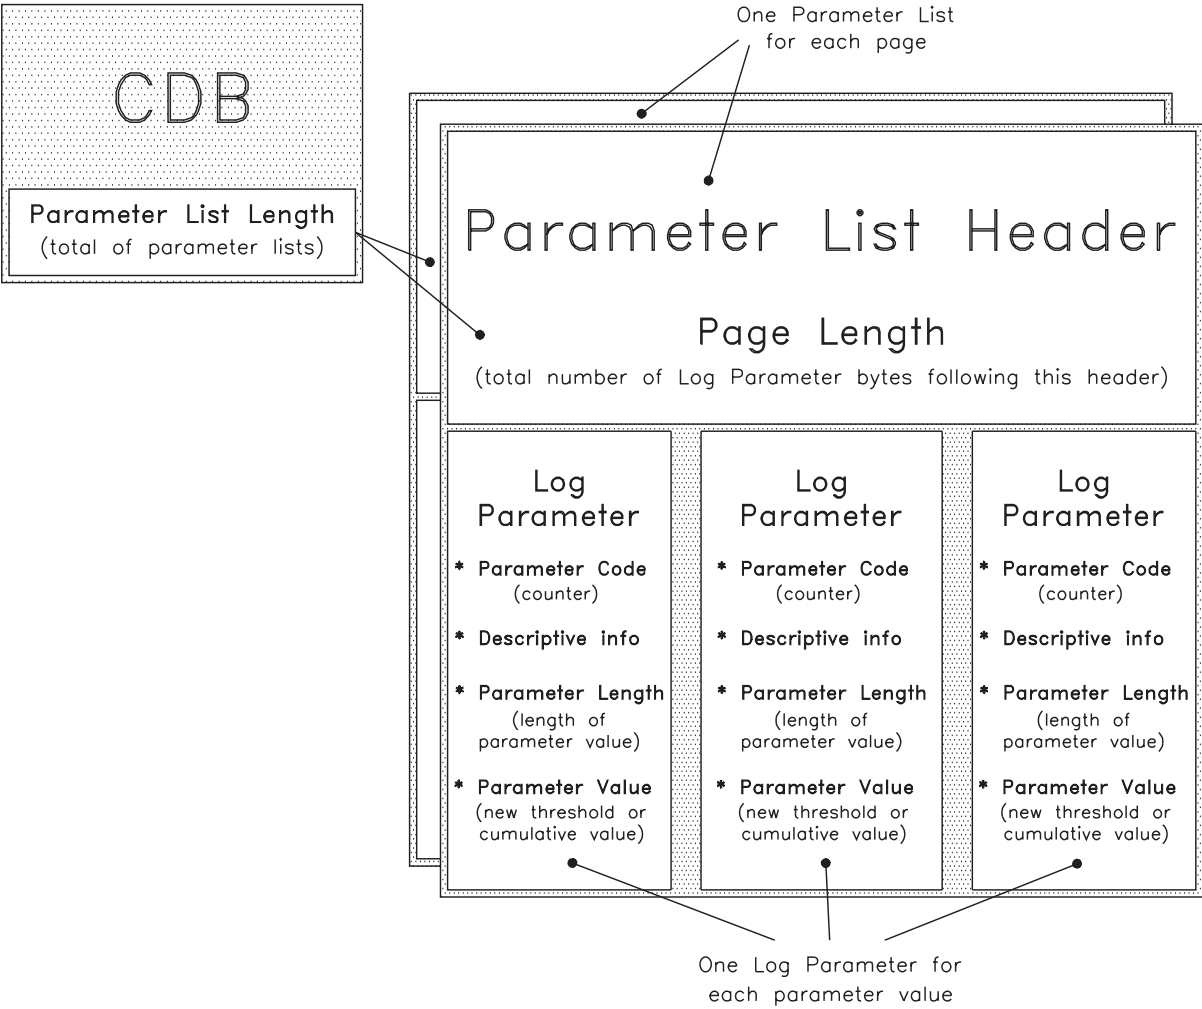 One Parameter List
for each page
CDB
Parameter List Length
(total of parameter lists)
Parameter List Header
Page Length
(total number of Log Parameter bytes following this header)
Log
Parameter
* Parameter Code
(counter)
* Descriptive info
* Parameter Length
(length of
parameter value)
* Parameter Value
(new threshold or
cumulative value)
Log
Parameter
* Parameter Code
(counter)
* Descriptive info
* Parameter Length
(length of
parameter value)
* Parameter Value
(new threshold or
cumulative value)
Log
Parameter
* Parameter Code
(counter)
* Descriptive info
* Parameter Length
(length of
parameter value)
* Parameter Value
(new threshold or
cumulative value)
One Log Parameter for
each parameter value